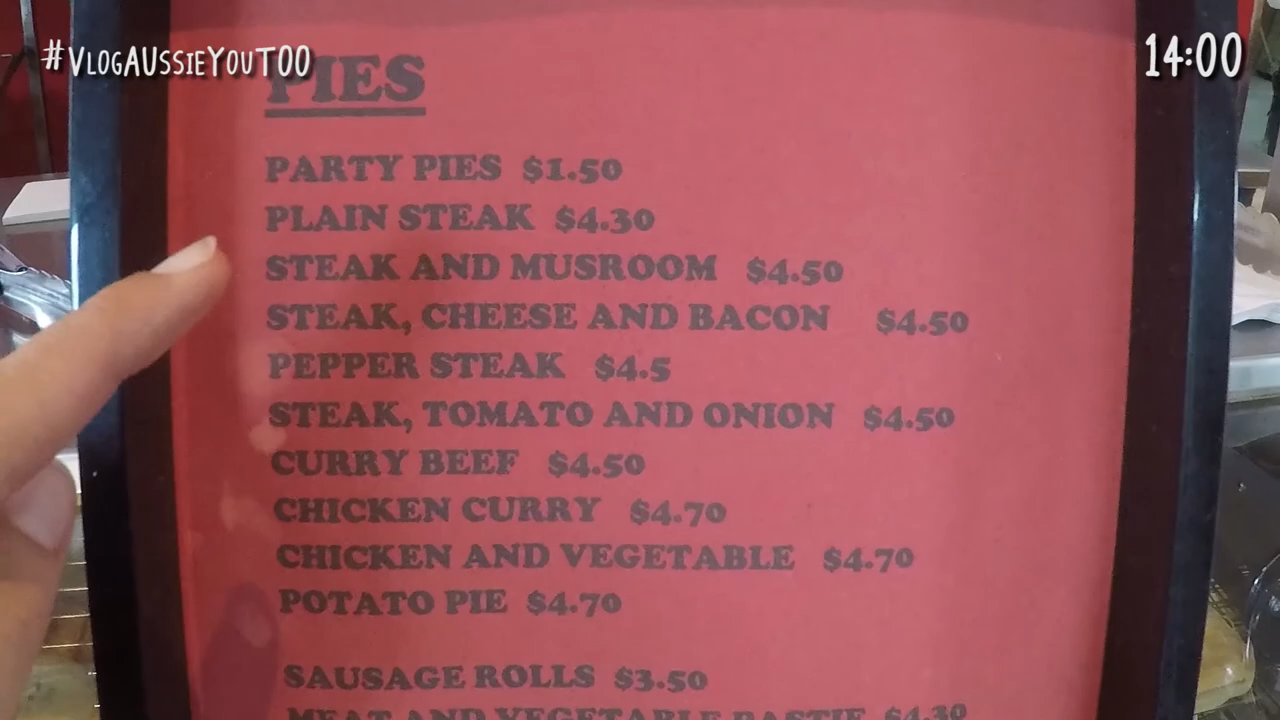 #VLOGAUSSIEYOUTOO
14:00
PIES
PARTY PIES $1.50
PLAIN STEAK $4.30
STEAK AND MUSROOM $4.50
STEAK, CHEESE AND BACON $4.50
PEPPER STEAK $4.5
STEAK, TOMATO AND ONION $4.50
CURRY BEEF $4.50
CHICKEN CURRY $4.70
CHICKEN AND VEGETABLE $4.70
POTATO PIE $4.70
SAUSAGE ROLLS $3.50
MEAT AND VEGETABLE PASTIE $4.30